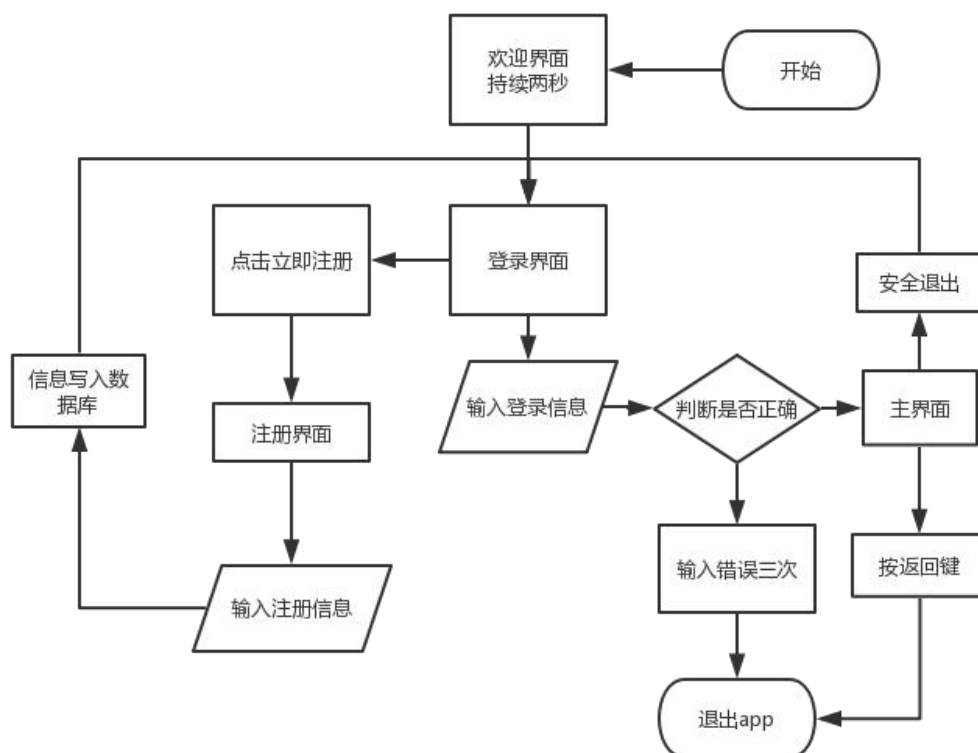 欢迎界面
持续两秒
开始
点击立即注册
登录界面
安全退出
信息写入数
据库
注册界面
输入登录信息
判断是否正确
主界面
输入注册信息
输入错误三次
按返回键
退出app